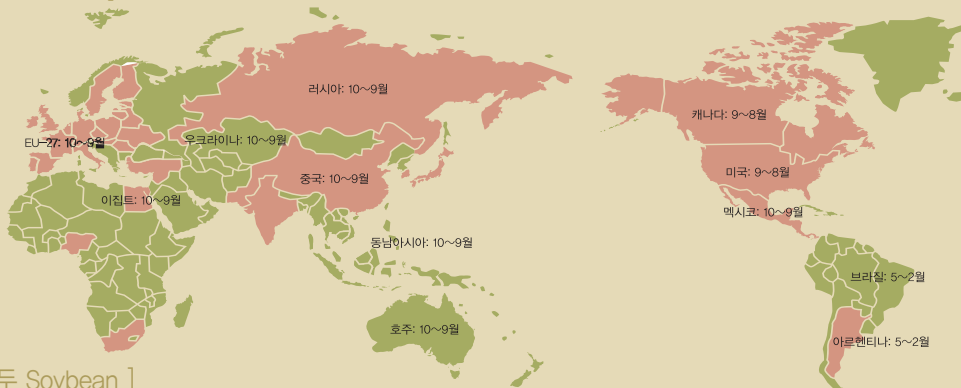 러시아: 10~9월
캐나다: 9~8월
EU-27: 10~9월
우크라이나: 10~9월
중국: 10~9월
미국: 9~8월
이집트: 10~9월
멕시코: 10~9월
동남아시아: 10~9월
브라질: 5~2월
호주: 10~9월
아르헨티나: 5~2월
두 Soybean ]